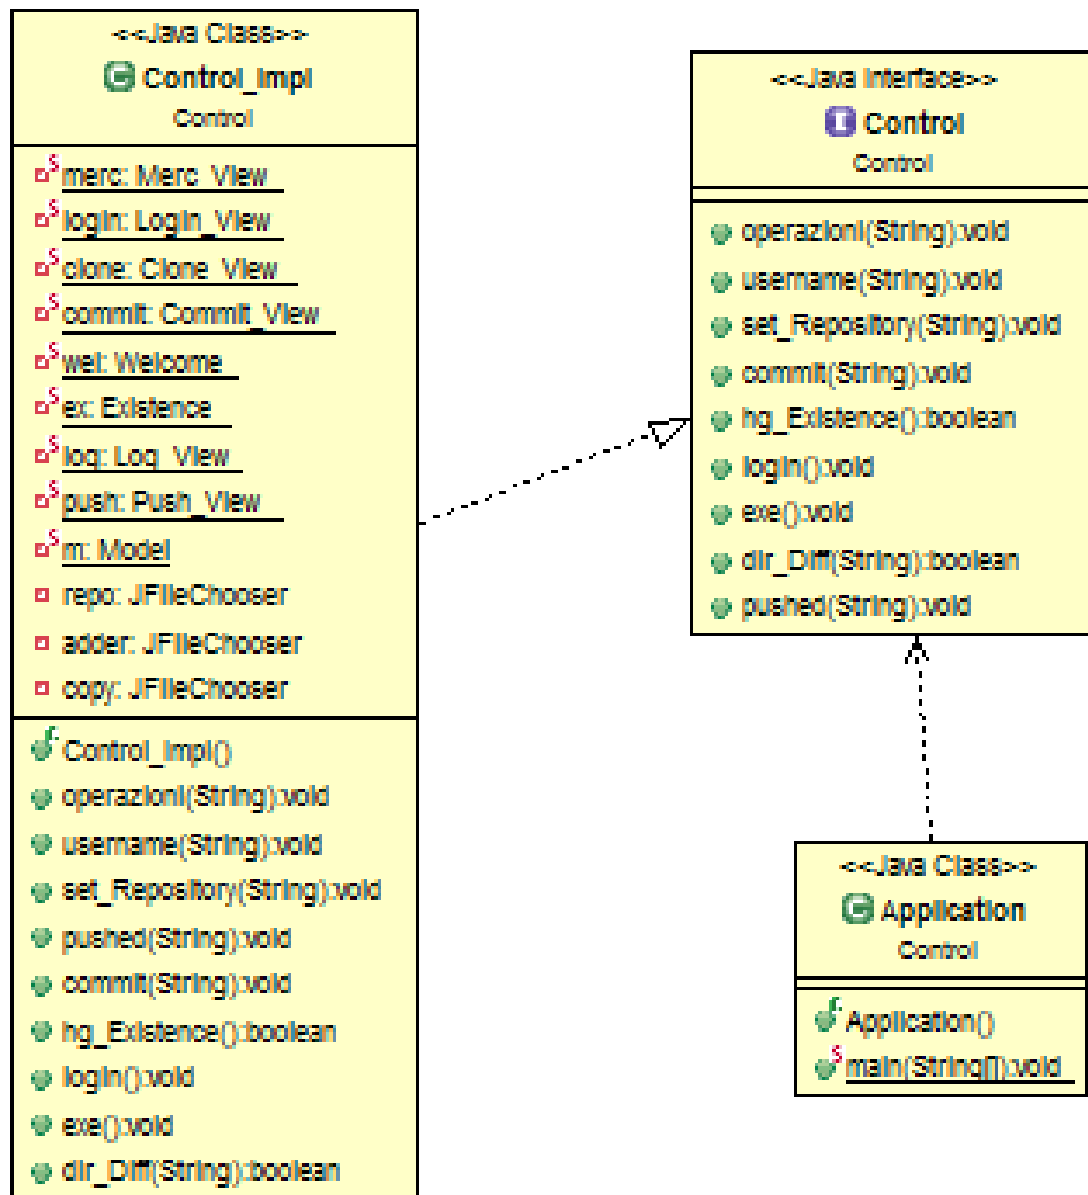 <<Java Class>>
Control_Impl
Control
merc: Merc_View
login: Login_View
clone: Clone_View
commit: Commit_View
wel: Welcome
ex: Existence
log: Log_View
push: Push_View
m: Model
repo: JFileChooser
adder: JFileChooser
copy: JFileChooser
Control_Impl()
operazioni(String):void
username(String):void
set_Repository(String):void
pushed(String):void
commit(String):void
hg_Existence():boolean
login():void
exe():void
dir_Diff(String):boolean
<<Java Interface>>
Control
Control
operazioni(String):void
username(String):void
set_Repository(String):void
commit(String):void
hg_Existence():boolean
login():void
exe():void
dir_Diff(String):boolean
pushed(String):void
<<Java Class>>
Application
Control
Application()
main(String[]):void